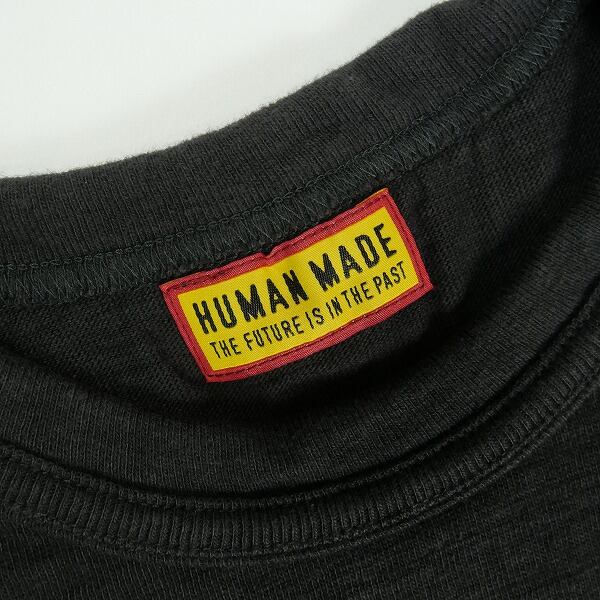 HUMAN MADE
THE FUTURE IS IN THE PAST